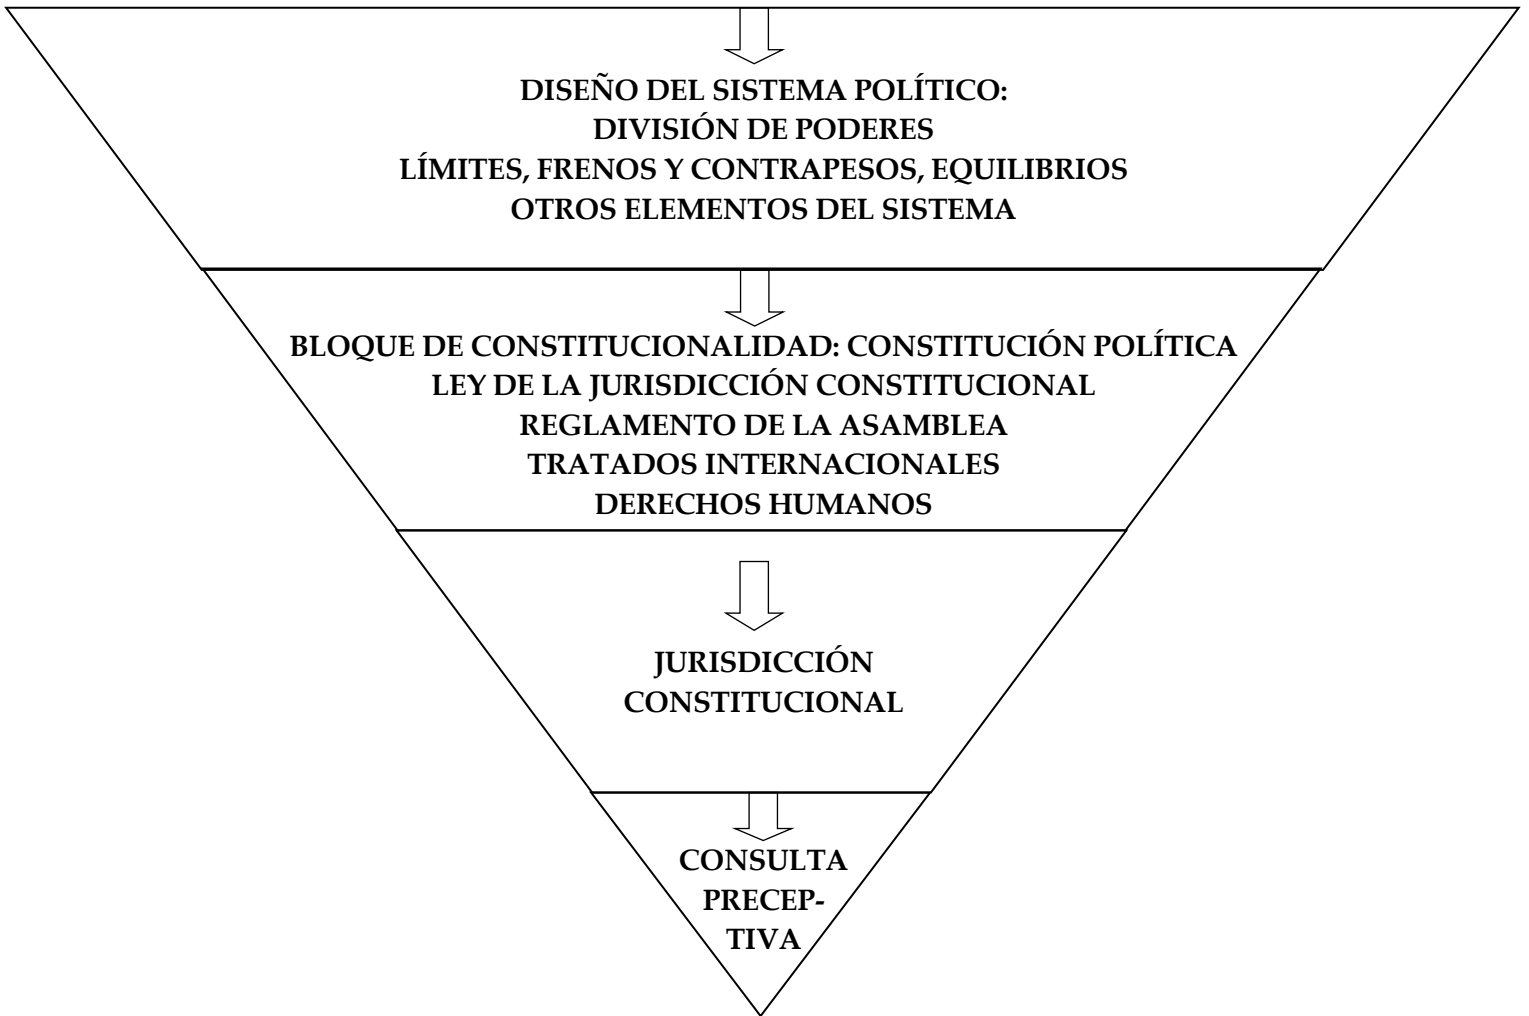 DISEÑO DEL SISTEMA POLÍTICO:
DIVISIÓN DE PODERES
LÍMITES, FRENOS Y CONTRAPESOS, EQUILIBRIOS
OTROS ELEMENTOS DEL SISTEMA
BLOQUE DE CONSTITUCIONALIDAD: CONSTITUCIÓN POLÍTICA
LEY DE LA JURISDICCIÓN CONSTITUCIONAL
REGLAMENTO DE LA ASAMBLEA
TRATADOS INTERNACIONALES
DERECHOS HUMANOS
JURISDICCIÓN
CONSTITUCIONAL
CONSULTA
PRECEP-
TIVA